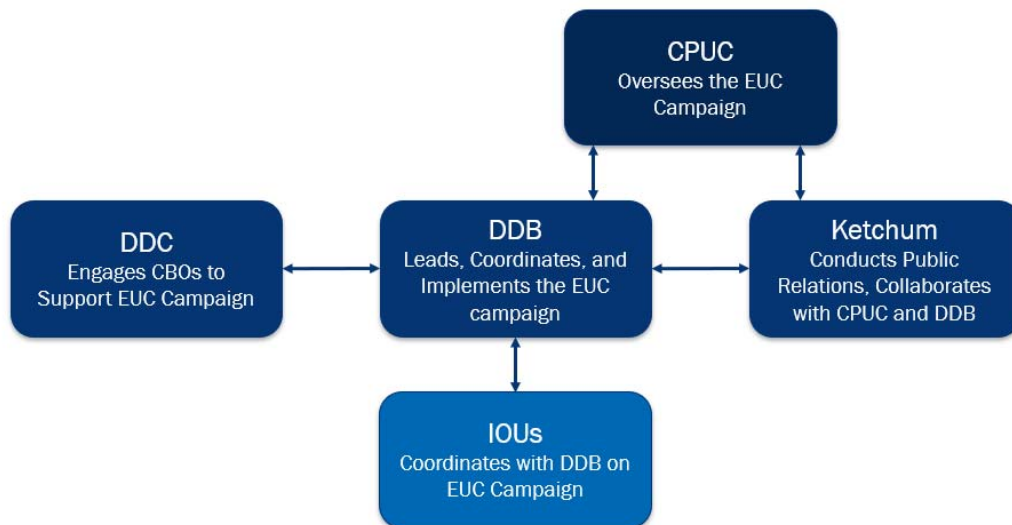 CPUC
Oversees the EUC
Campaign
DDC
Engages CBOs to
Support EUC Campaign
DDB
Leads, Coordinates, and
Implements the EUC
campaign
Ketchum
Conducts Public
Relations, Collaborates
with CPUC and DDB
IOUs
Coordinates with DDB on
EUC Campaign